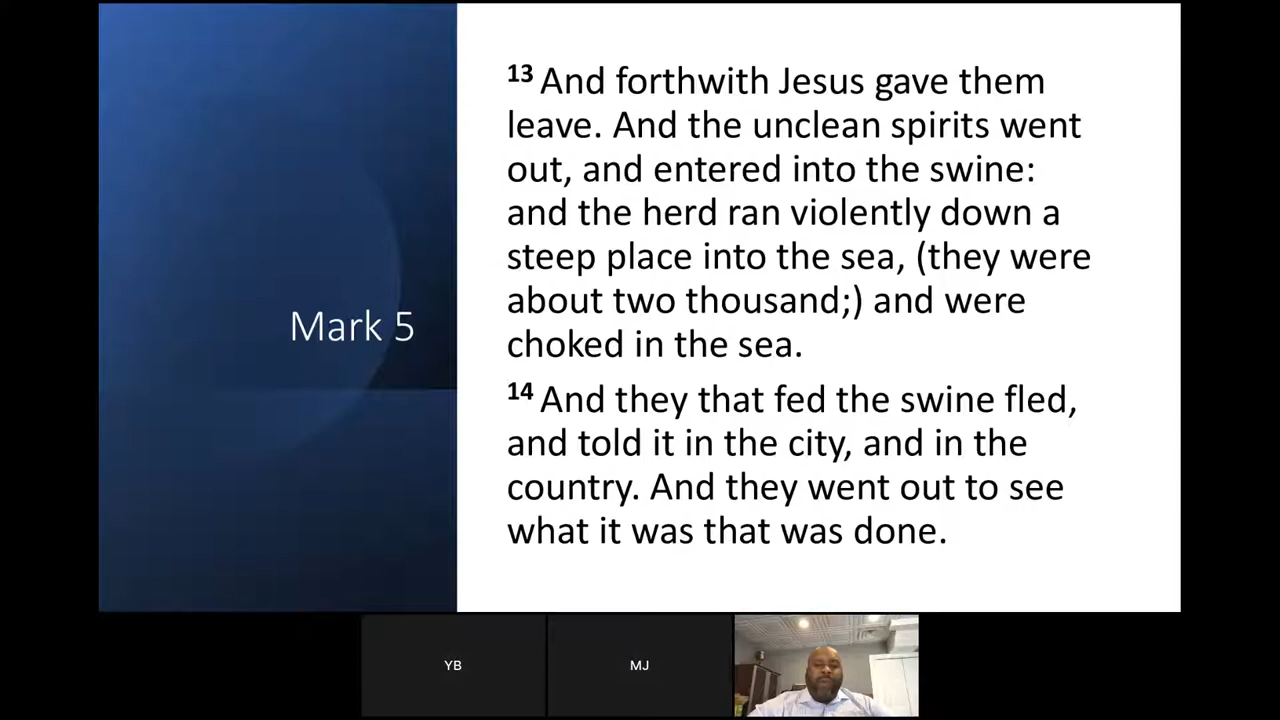 Mark 5
13 And forthwith Jesus gave them
leave. And the unclean spirits went
out, and entered into the swine:
and the herd ran violently down a
steep place into the sea, (they were
about two thousand;) and were
choked in the sea.
14 And they that fed the swine fled,
and told it in the city, and in the
country. And they went out to see
what it was that was done.
YB
MJ